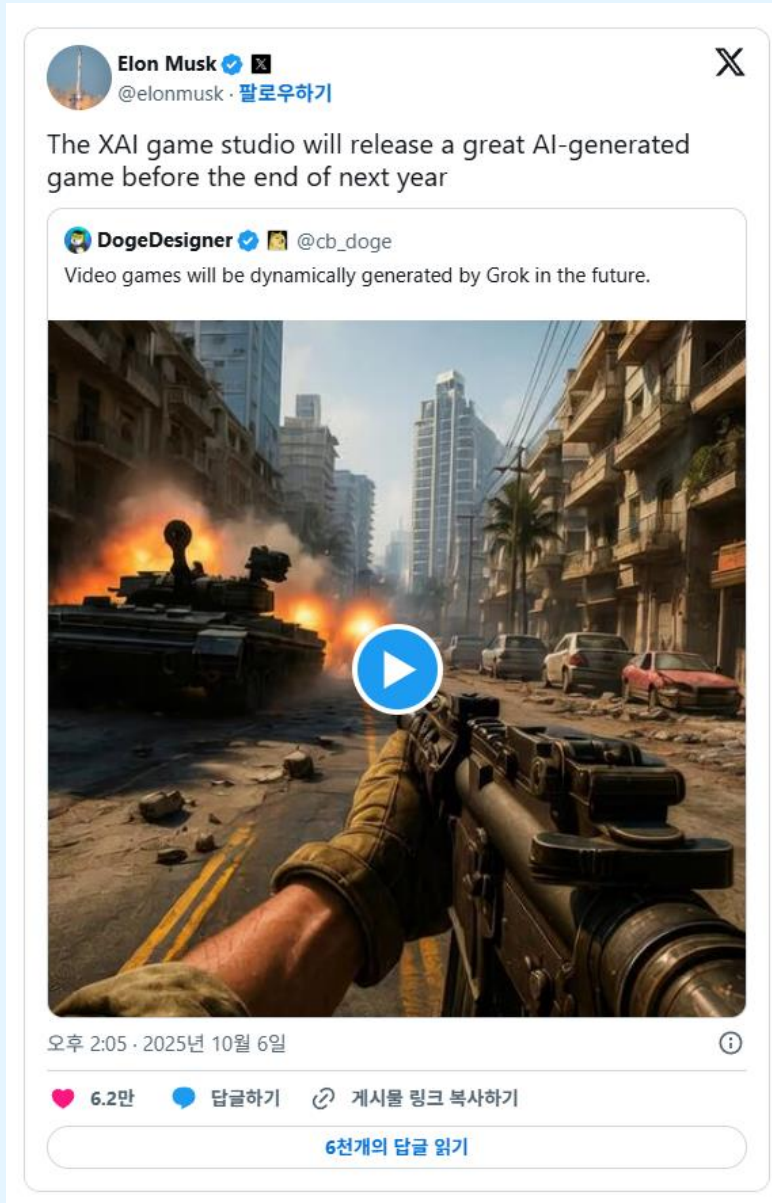 Elon Musk
@elonmusk · 팔로우하기
The XAI game studio will release a great AI-generated
game before the end of next year
DogeDesigner @cb_doge
Video games will be dynamically generated by Grok in the future.
오후 2:05 · 2025년 10월 6일
6.2만 답글하기 게시물 링크 복사하기
6천개의 답글 읽기